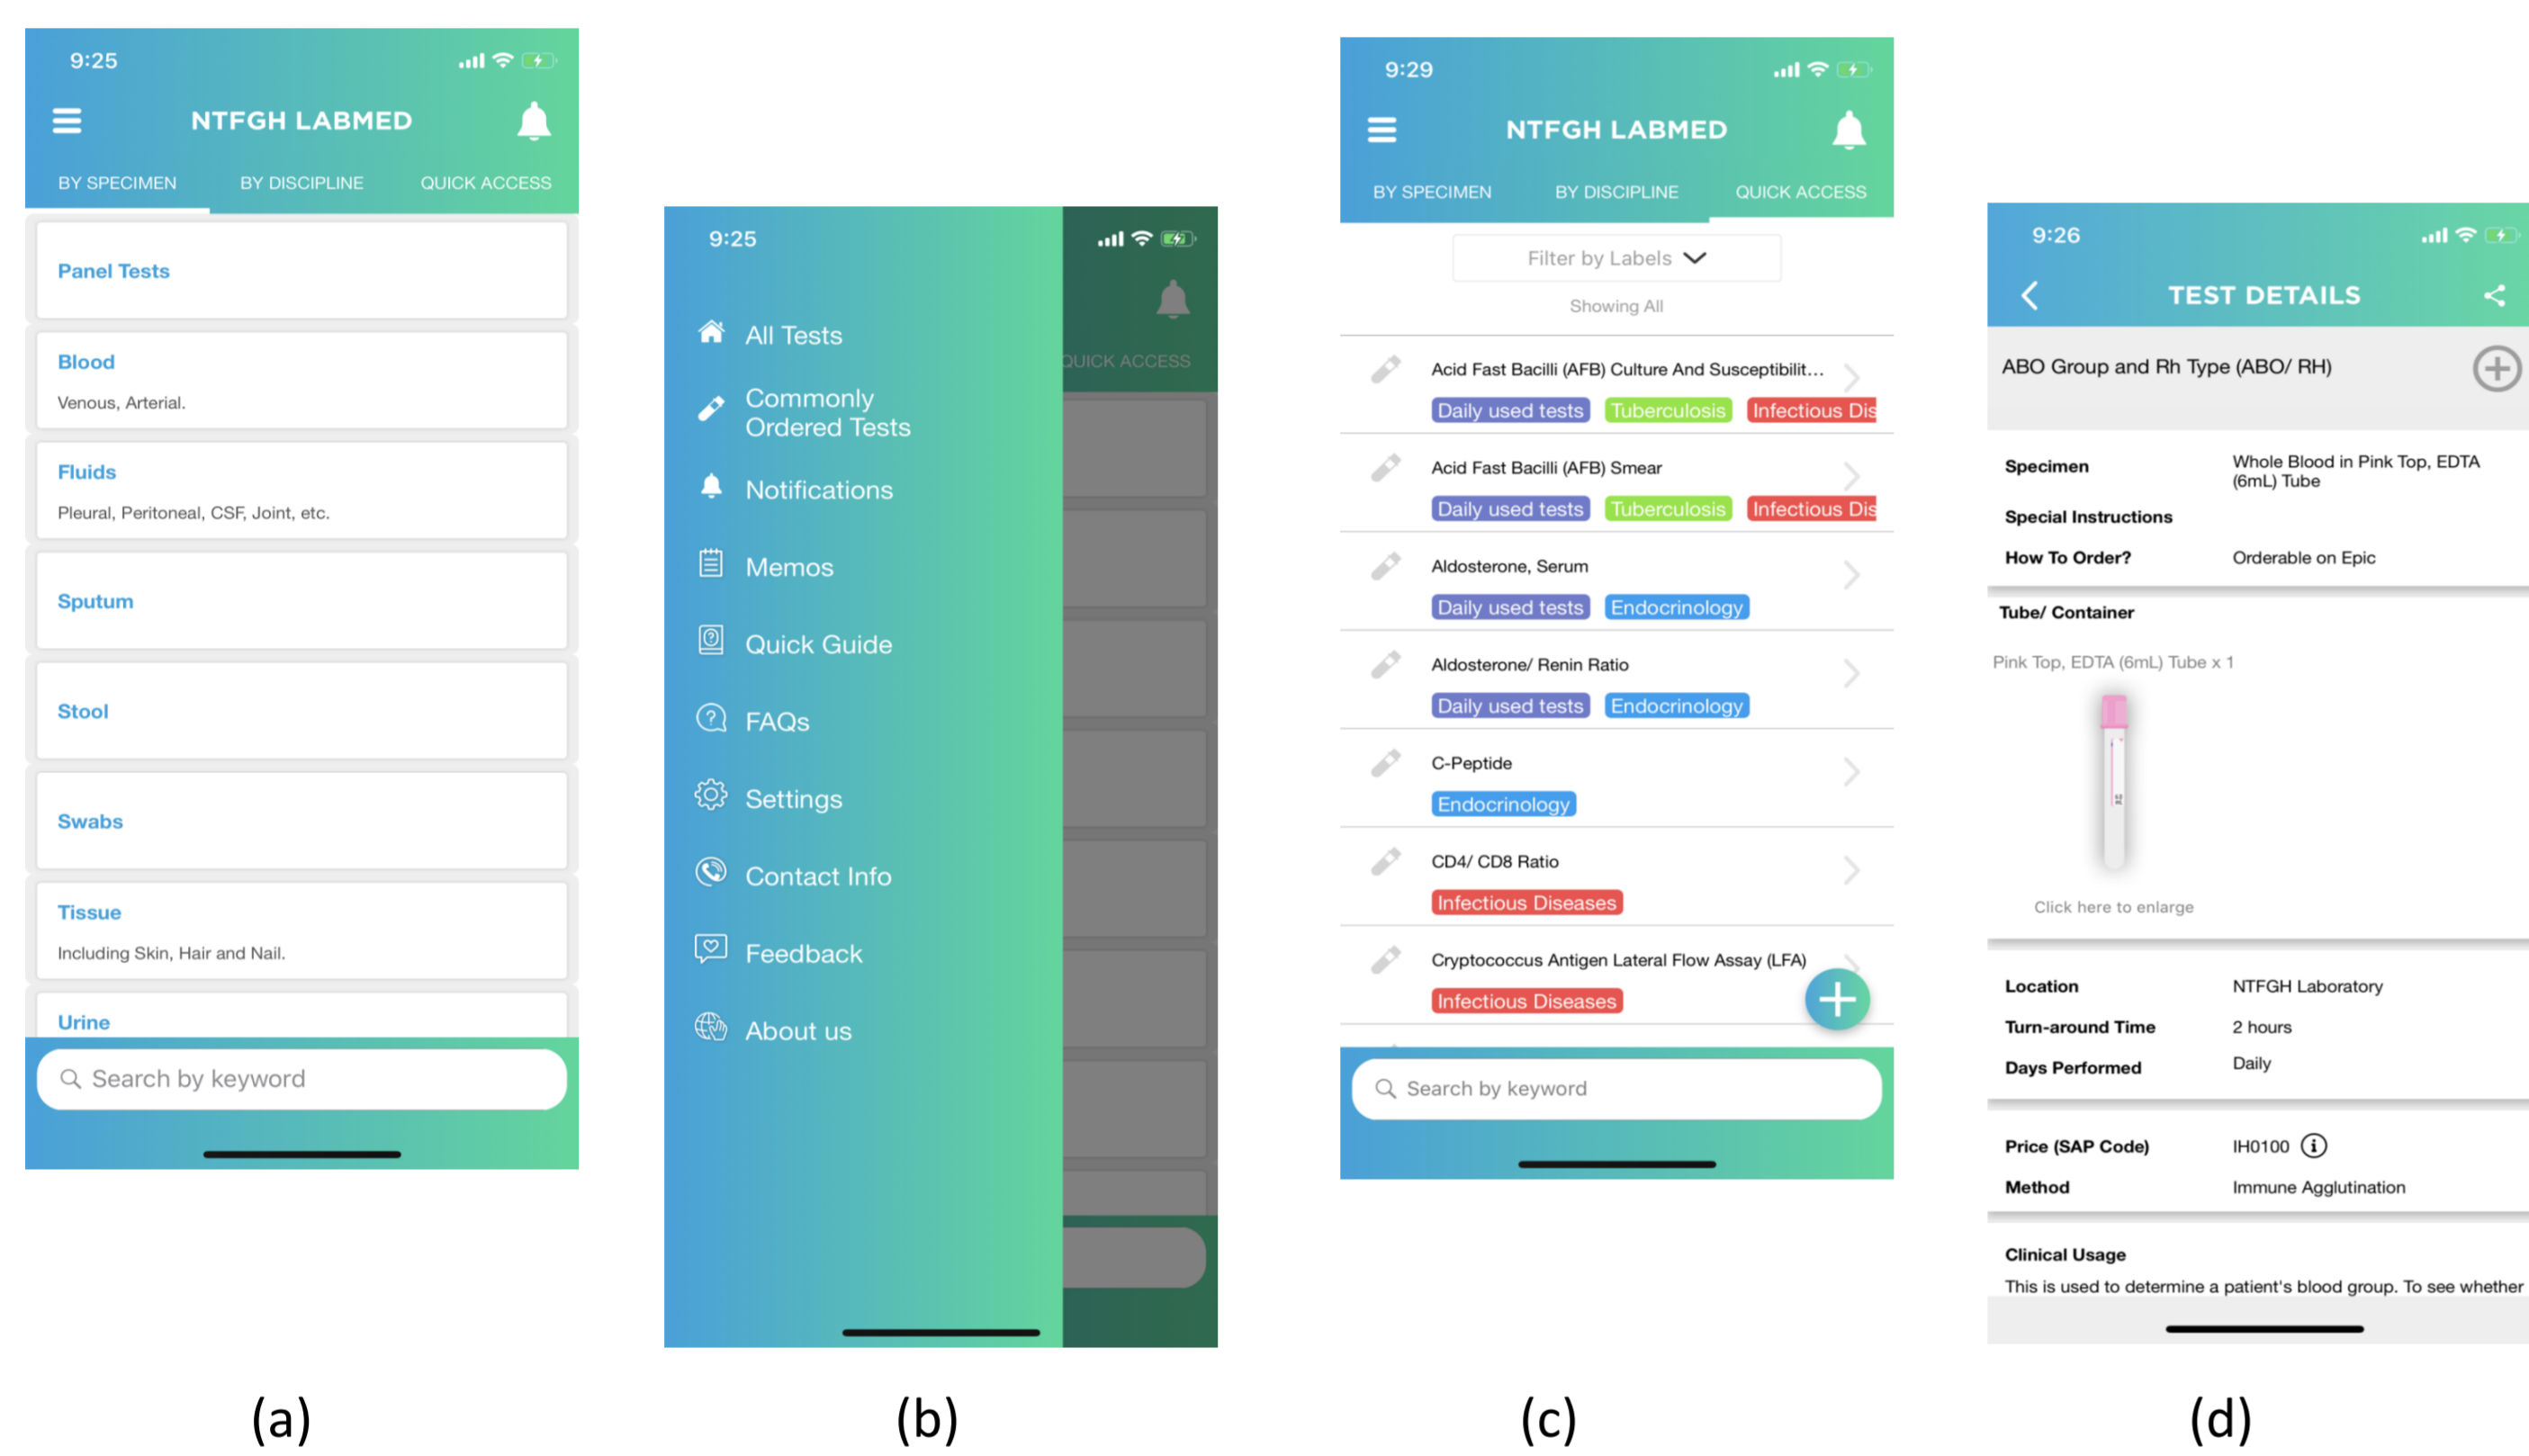 9:25
NTFGH LABMED
BY SPECIMEN BY DISCIPLINE QUICK ACCESS
Panel Tests
Blood
Venous, Arterial.
Fluids
Pleural, Peritoneal, CSF, Joint, etc.
Sputum
Stool
Swabs
Tissue
Including Skin, Hair and Nail.
Urine
Search by keyword
(a)
9:25
QUICK ACCESS
All Tests
Commonly
Ordered Tests
Notifications
Memos
Quick Guide
FAQs
Settings
Contact Info
Feedback
About us
(b)
9:29
NTFGH LABMED
BY SPECIMEN BY DISCIPLINE QUICK ACCESS
Filter by Labels
Showing All
Acid Fast Bacilli (AFB) Culture And Susceptibilit...
Daily used tests Tuberculosis Infectious Dis
Acid Fast Bacilli (AFB) Smear
Daily used tests Tuberculosis Infectious Dis
Aldosterone, Serum
Daily used tests Endocrinology
Aldosterone/ Renin Ratio
Daily used tests Endocrinology
C-Peptide
Endocrinology
CD4/ CD8 Ratio
Infectious Diseases
Cryptococcus Antigen Lateral Flow Assay (LFA)
Infectious Diseases
Search by keyword
(c)
9:26
TEST DETAILS
ABO Group and Rh Type (ABO/ RH)
Specimen Whole Blood in Pink Top, EDTA
(6mL) Tube
Special Instructions
How To Order? Orderable on Epic
Tube/ Container
Pink Top, EDTA (6mL) Tube x 1
Click here to enlarge
Location NTFGH Laboratory
Turn-around Time 2 hours
Days Performed Daily
Price (SAP Code) IH0100
Method Immune Agglutination
Clinical Usage
This is used to determine a patient's blood group. To see whether
(d)